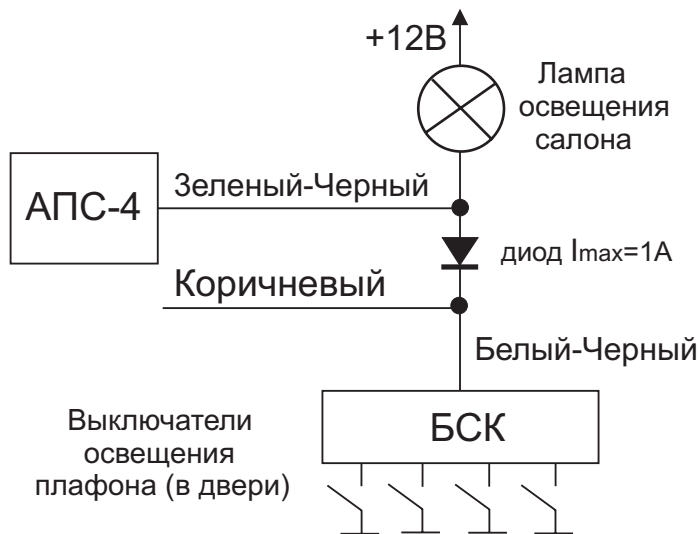 +12В
Лампа
освещения
салона
Зеленый-Черный
АПС-4
диод Imax=1А
Коричневый
Белый-Черный
БСК
Выключатели
освещения
плафона (в двери)